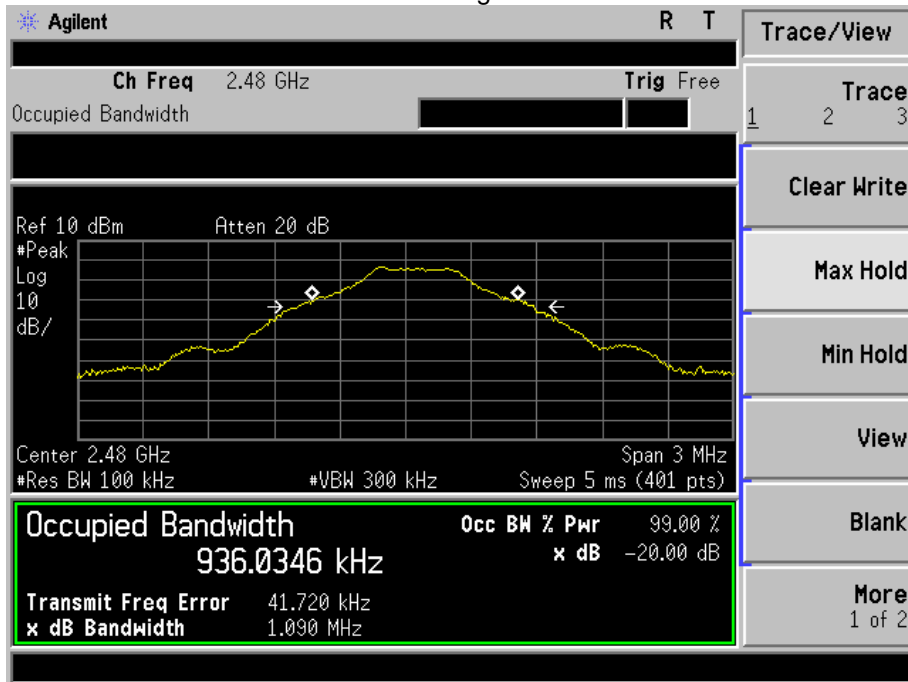 Agilent R T
Trace/View
Ch Freq 2.48 GHz Trig Free
Occupied Bandwidth
Trace
1 2 3
Clear Write
Max Hold
Min Hold
View
Blank
More
1 of 2
Ref 10 dBm Atten 20 dB
#Peak
Log
10
dB/
Center 2.48 GHz Span 3 MHz
#Res BW 100 kHz #VBW 300 kHz Sweep 5 ms (401 pts)
Occupied Bandwidth Occ BW % Pwr 99.00 %
936.0346 kHz x dB -20.00 dB
Transmit Freq Error 41.720 kHz
x dB Bandwidth 1.090 MHz